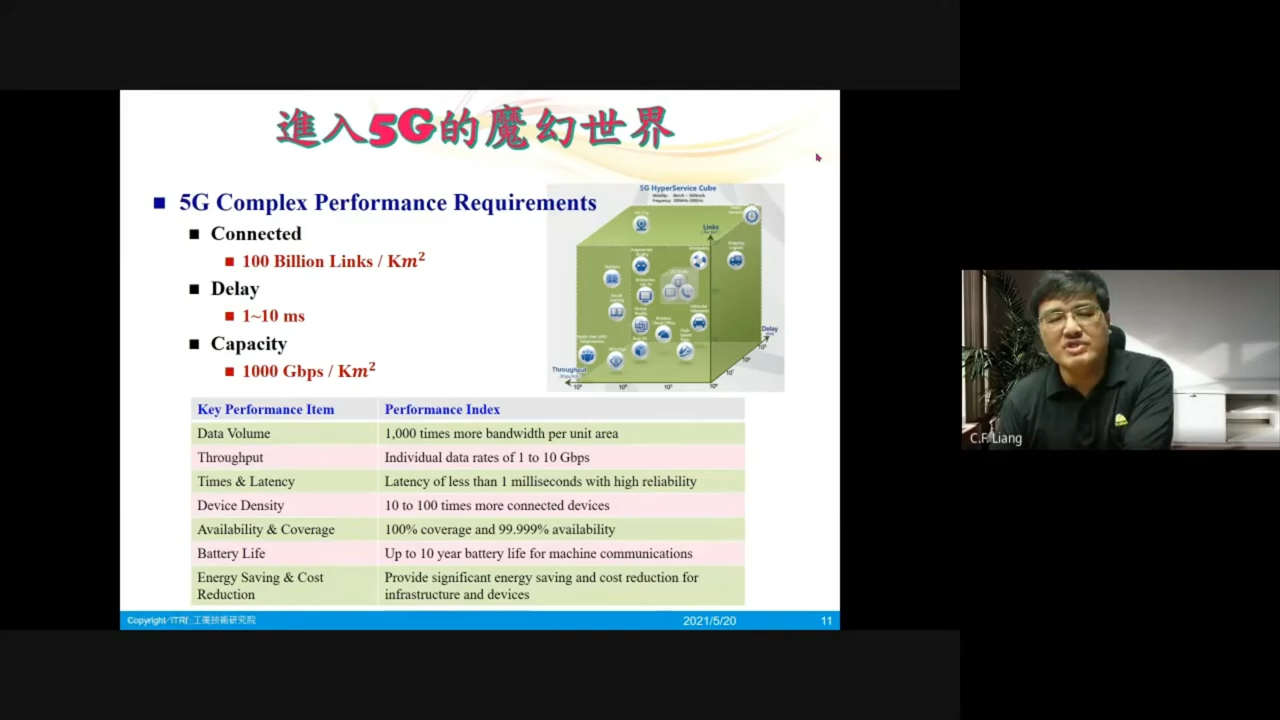 進入5G的魔幻世界
■ 5G Complex Performance Requirements
■ Connected
■ 100 Billion Links / Km²
■ Delay
■ 1~10 ms
■ Capacity
■ 1000 Gbps / Km²
5G HyperService Cube
Links
Delay
Throughput
Key Performance Item Performance Index
Data Volume 1,000 times more bandwidth per unit area
Throughput Individual data rates of 1 to 10 Gbps
Times & Latency Latency of less than 1 milliseconds with high reliability
Device Density 10 to 100 times more connected devices
Availability & Coverage 100% coverage and 99.999% availability
Battery Life Up to 10 year battery life for machine communications
Energy Saving & Cost Provide significant energy saving and cost reduction for
Reduction infrastructure and devices
Copyright ITRI 工業技術研究院 2021/5/20 11
C.F.Liang